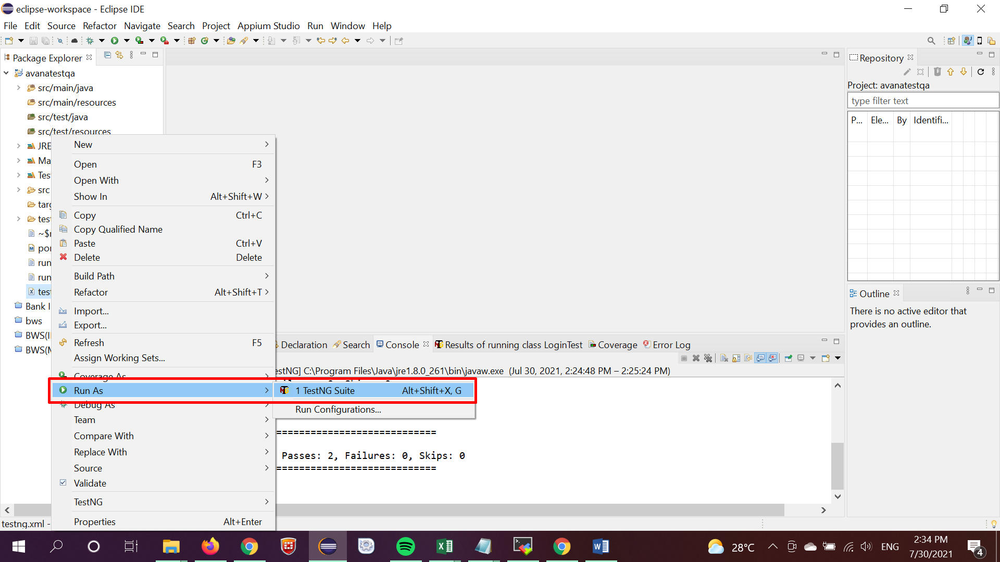 eclipse-workspace - Eclipse IDE
File Edit Source Refactor Navigate Search Project Appium Studio Run Window Help
Package Explorer
avanatestqa
src/main/java
src/main/resources
src/test/java
src/test/resources
JRE
Ma
Tes
src
targ
test
~$r
por
run
run
test
Bank I
bws
BWS(I
BWS(M
New
Open F3
Open With
Show In Alt+Shift+W
Copy Ctrl+C
Copy Qualified Name
Paste Ctrl+V
Delete Delete
Build Path
Refactor Alt+Shift+T
Import...
Export...
Refresh F5
Assign Working Sets...
Coverage As
Run As
Debug As
Team
Compare With
Replace With
Source
Validate
TestNG
Properties Alt+Enter
1 TestNG Suite Alt+Shift+X, G
Run Configurations...
Declaration Search Console Results of running class LoginTest Coverage Error Log
estNG] C:\Program Files\Java\jre1.8.0_261\bin\javaw.exe (Jul 30, 2021, 2:24:48 PM – 2:25:24 PM)
============================
Passes: 2, Failures: 0, Skips: 0
============================
Repository
Project: avanatestqa
type filter text
P... Ele... By Identifi...
Outline
There is no active editor that
provides an outline.
testng.xml -
28°C
ENG
2:34 PM
7/30/2021
4